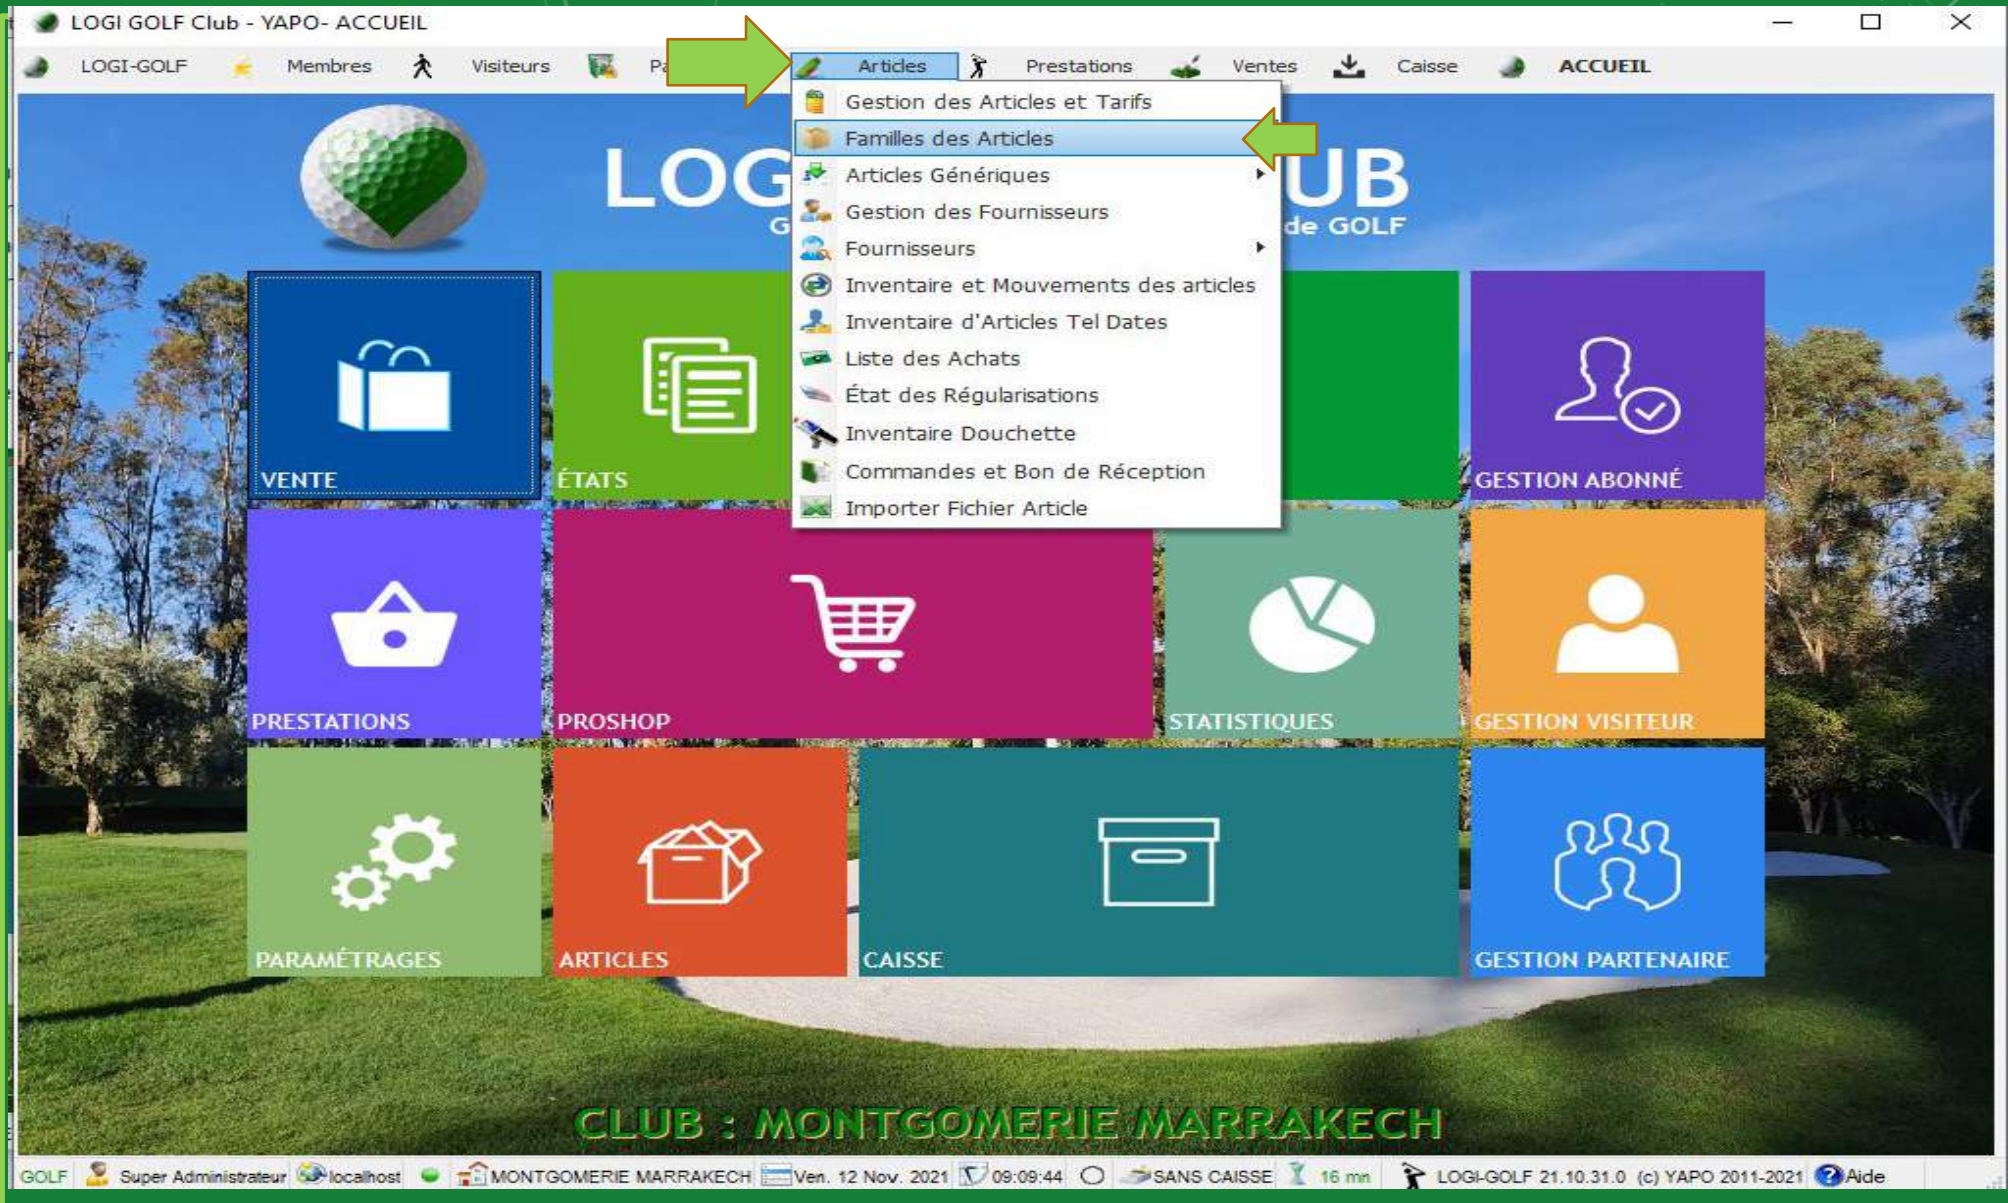 LOGI GOLF Club - YAPO- ACCUEIL
LOGI-GOLF Membres Visiteurs Articles Prestations Ventes Caisse ACCUEIL
Gestion des Articles et Tarifs
Familles des Articles
Articles Génériques
Gestion des Fournisseurs
Fournisseurs
Inventaire et Mouvements des articles
Inventaire d'Articles Tel Dates
Liste des Achats
État des Régularisations
Inventaire Douchette
Commandes et Bon de Réception
Importer Fichier Article
LOG UB
G de GOLF
VENTE
ÉTATS
GESTION ABONNÉ
PRESTATIONS
PROSHOP
STATISTIQUES
GESTION VISITEUR
PARAMÉTRAGES
ARTICLES
CAISSE
GESTION PARTENAIRE
CLUB : MONTGOMERIE MARRAKECH
GOLF Super Administrateur localhost MONTGOMERIE MARRAKECH Ven. 12 Nov. 2021 09:09:44 SANS CAISSE 16 mn LOGI-GOLF 21.10.31.0 (c) YAPO 2011-2021 Aide